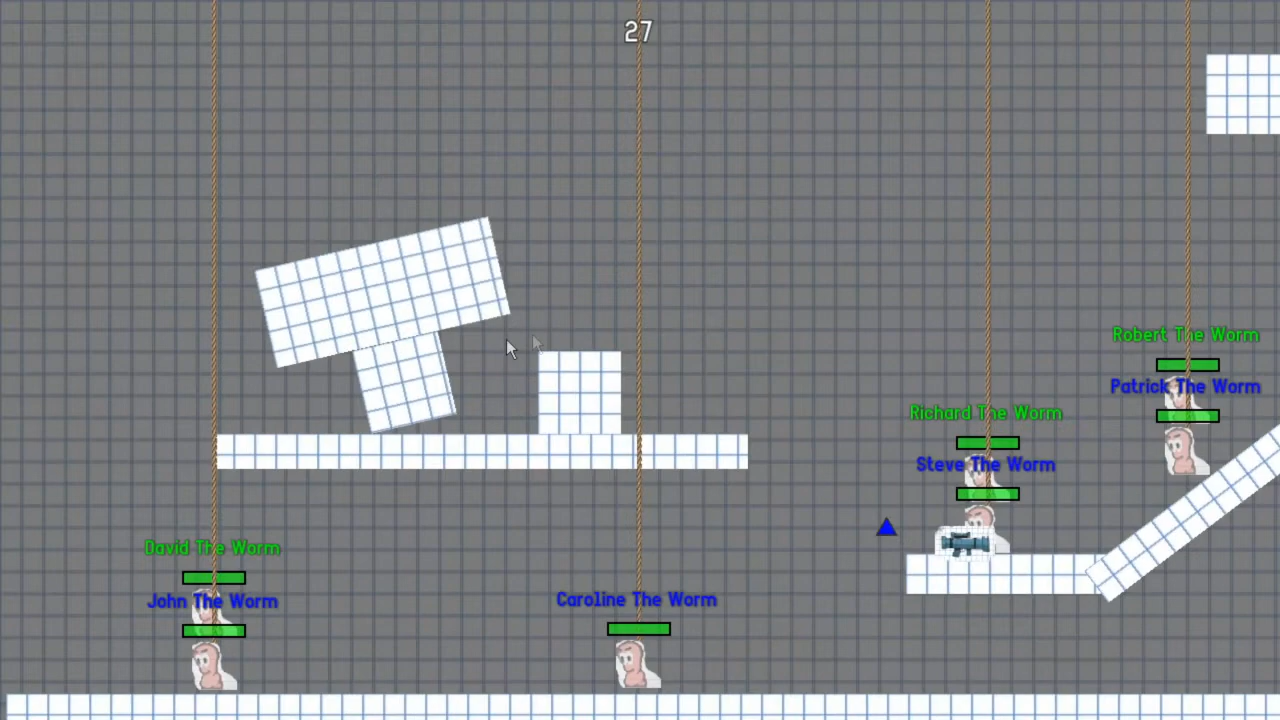 27
Robert The Worm
Patrick The Worm
Richard The Worm
Steve The Worm
David The Worm
John The Worm
Caroline The Worm